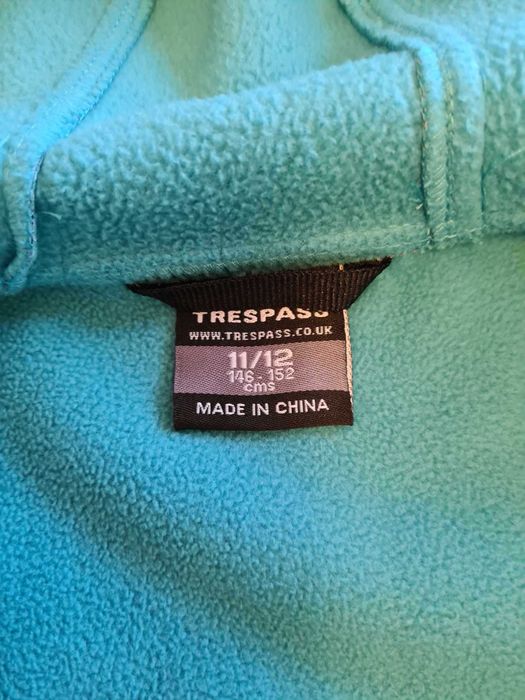 TRESPASS
WWW.TRESPASS.CO.UK
11/12
146-152
cms
MADE IN CHINA